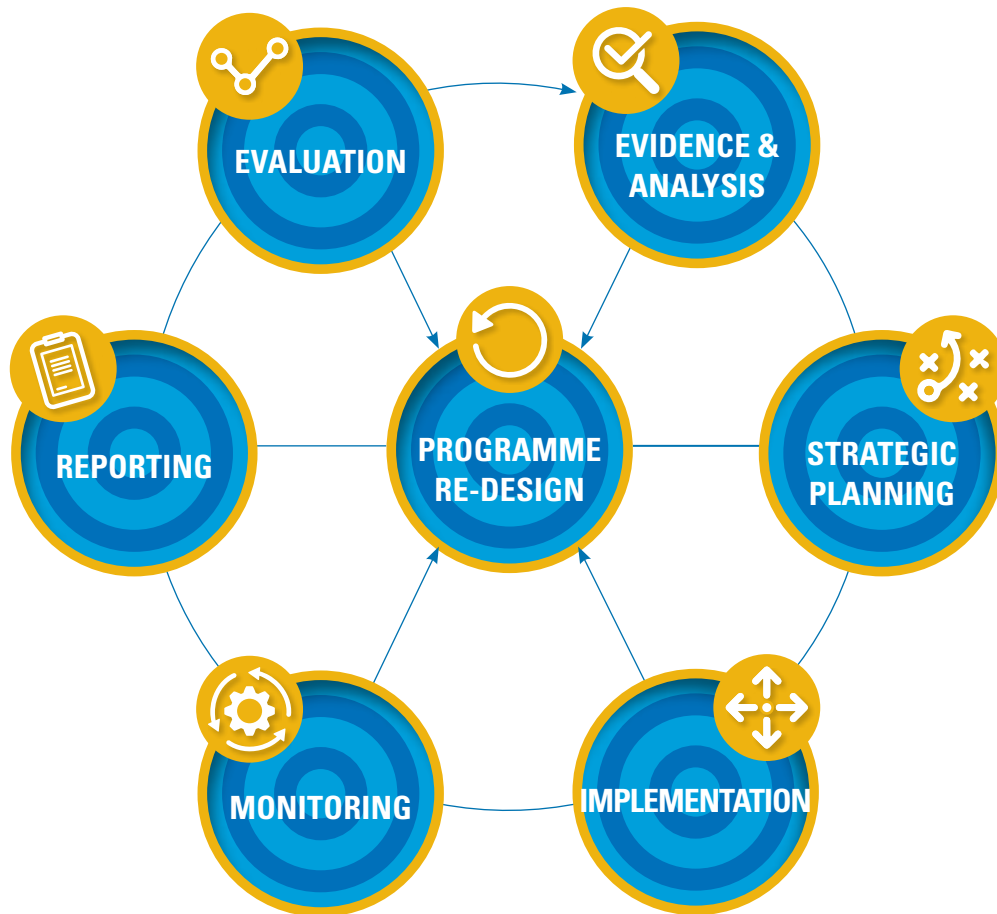 EVALUATION
EVIDENCE &
ANALYSIS
REPORTING
PROGRAMME
RE-DESIGN
STRATEGIC
PLANNING
MONITORING
IMPLEMENTATION